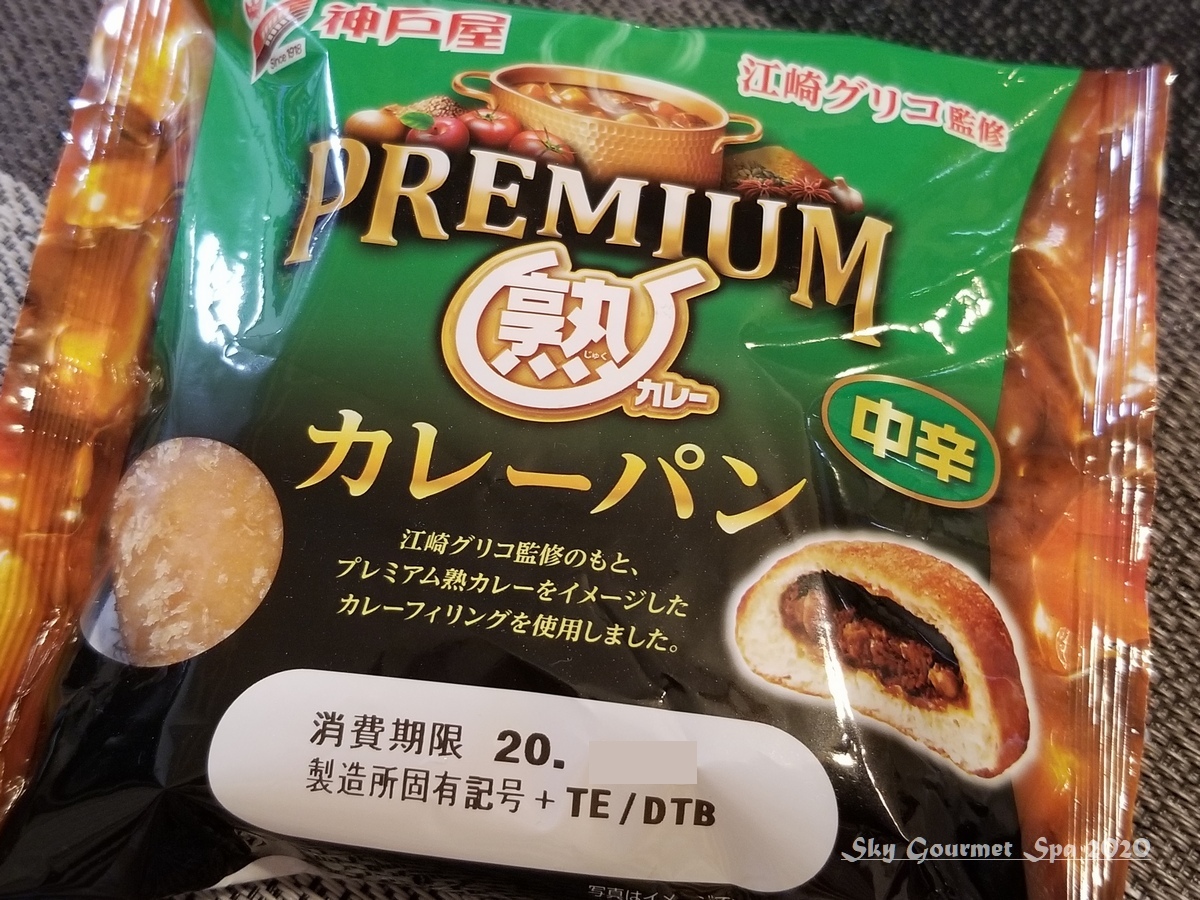 Since 1918
神戸屋
江崎グリコ監修
PREMIUM
熟
じゅく
カレー
中辛
カレーパン
江崎グリコ監修のもと、
プレミアム熟カレーをイメージした
カレーフィリングを使用しました。
消費期限 20.
製造所固有記号+TE/DTB
Sky Gourmet Spa 2020
写真はイメージで